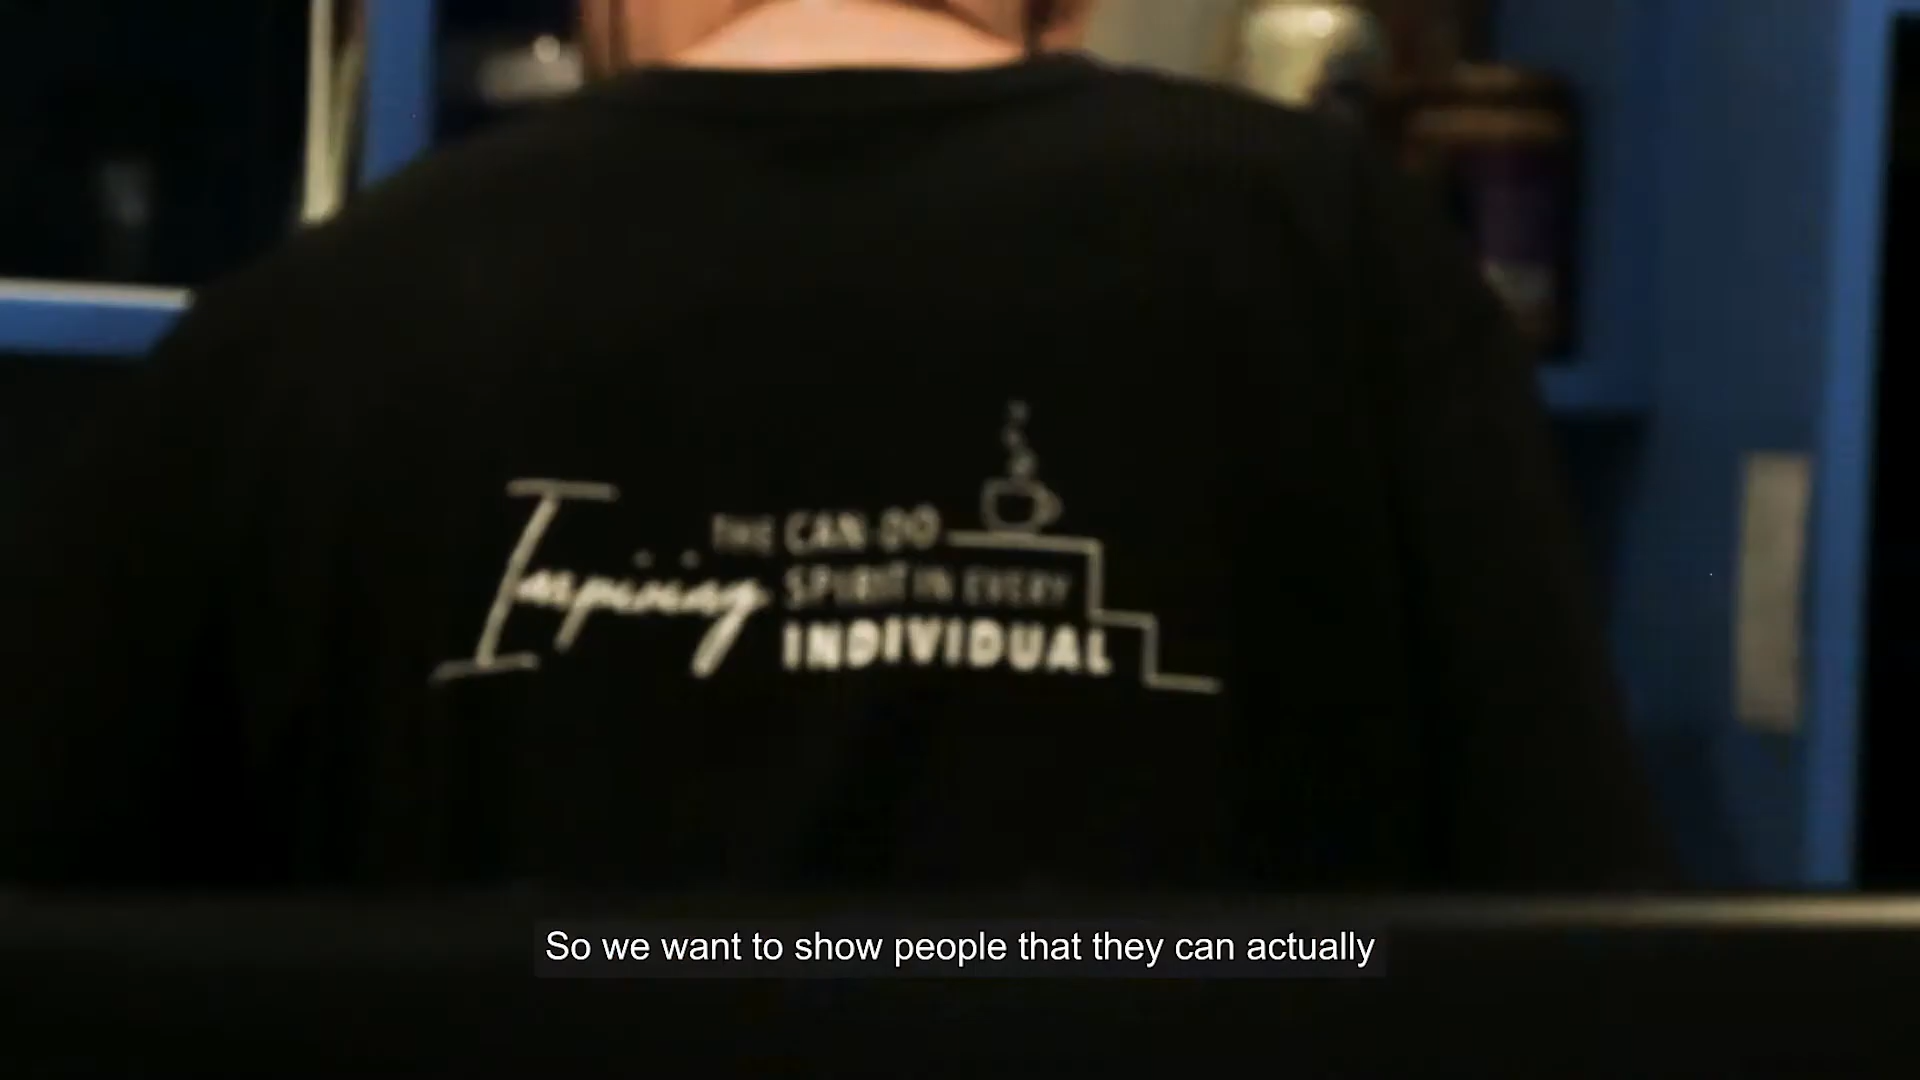 Inspiring
THE CAN-DO
SPIRIT IN EVERY
INDIVIDUAL
So we want to show people that they can actually